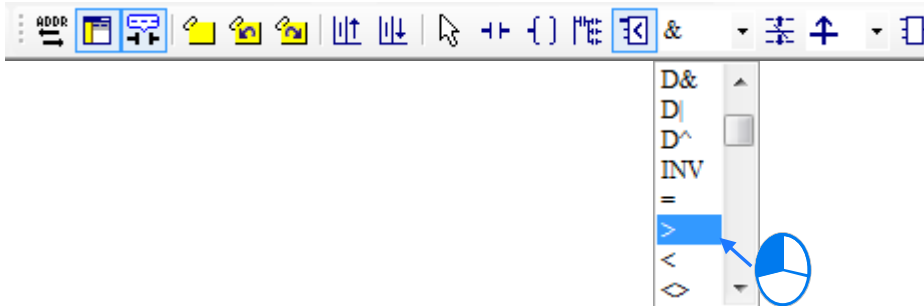 ADDR
&
D&
D|
D^
INV
=
>
<
<>